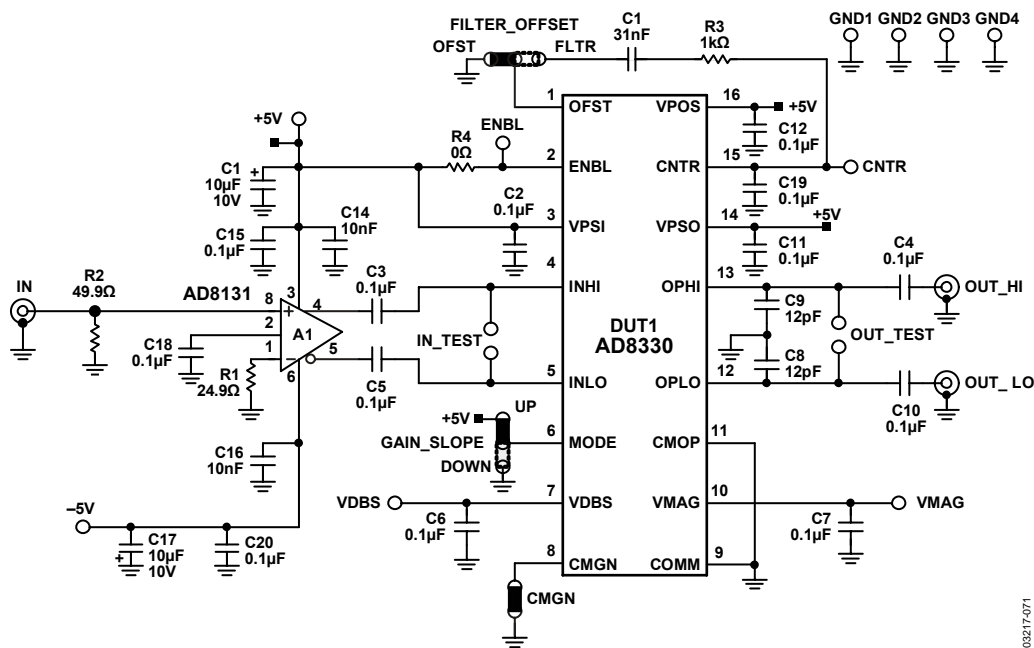 FILTER_OFFSET
OFST
FLTR
C1
31nF
R3
1kΩ
GND1 GND2 GND3 GND4
+5V
R4
0Ω
ENBL
C1
10µF
10V
+
C15
0.1µF
C14
10nF
C2
0.1µF
IN
R2
49.9Ω
AD8131
C3
0.1µF
8
3
4
2
A1
1
5
6
+
–
C18
0.1µF
R1
24.9Ω
C5
0.1µF
IN_TEST
C16
10nF
–5V
C17
10µF
10V
+
C20
0.1µF
+5V
UP
GAIN_SLOPE
DOWN
VDBS
C6
0.1µF
CMGN
1
OFST
2
ENBL
3
VPSI
4
INHI
5
INLO
6
MODE
7
VDBS
8
CMGN
DUT1
AD8330
VPOS
16
CNTR
15
VPSO
14
OPHI
13
OPLO
12
CMOP
11
VMAG
10
COMM
9
+5V
C12
0.1µF
CNTR
C19
0.1µF
+5V
C11
0.1µF
C4
0.1µF
OUT_HI
C9
12pF
OUT_TEST
C8
12pF
OUT_ LO
C10
0.1µF
VMAG
C7
0.1µF
03217-071